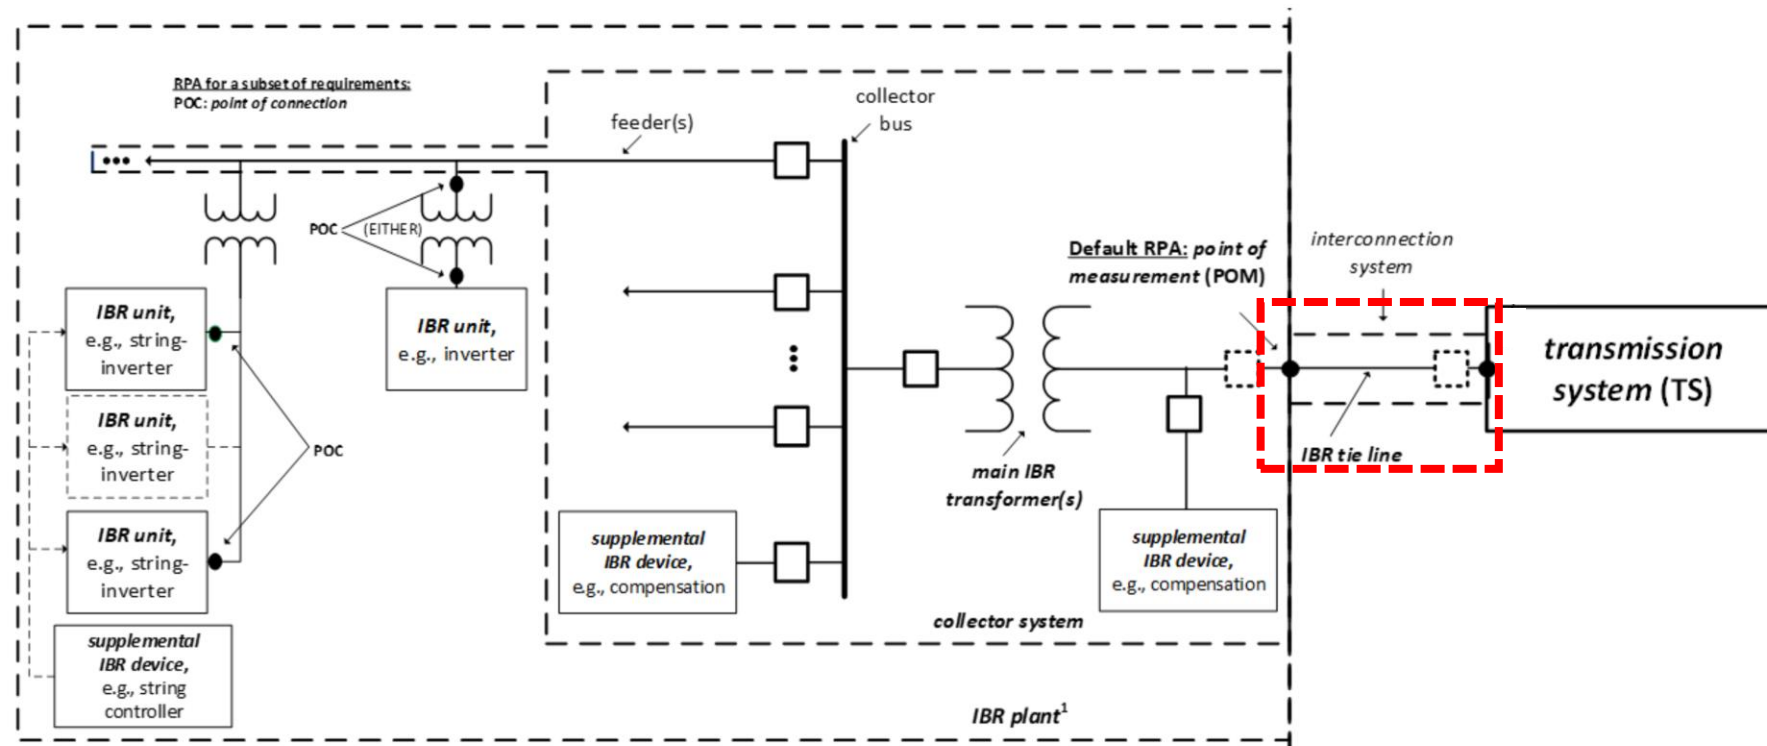 RPA for a subset of requirements:
POC: point of connection
feeder(s)
collector
bus
POC
(EITHER)
IBR unit,
e.g., string-
inverter
IBR unit,
e.g., inverter
IBR unit,
e.g., string-
inverter
POC
IBR unit,
e.g., string-
inverter
supplemental
IBR device,
e.g., string
controller
supplemental
IBR device,
e.g., compensation
main IBR
transformer(s)
Default RPA: point of
measurement (POM)
supplemental
IBR device,
e.g., compensation
collector system
IBR plant¹
interconnection
system
IBR tie line
transmission
system (TS)